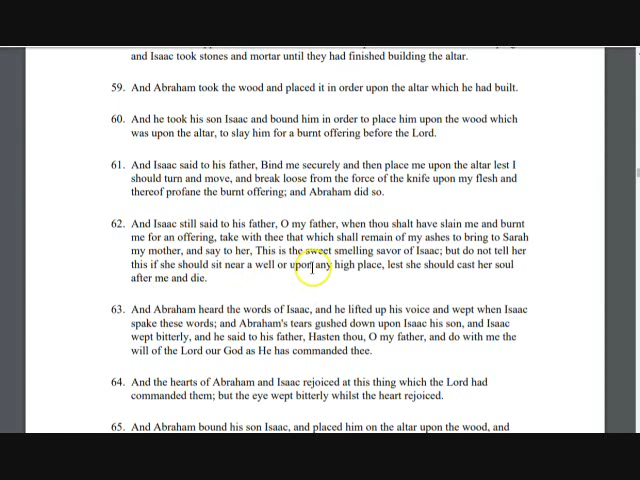 and Isaac took stones and mortar until they had finished building the altar.
59. And Abraham took the wood and placed it in order upon the altar which he had built.
60. And he took his son Isaac and bound him in order to place him upon the wood which
was upon the altar, to slay him for a burnt offering before the Lord.
61. And Isaac said to his father, Bind me securely and then place me upon the altar lest I
should turn and move, and break loose from the force of the knife upon my flesh and
thereof profane the burnt offering; and Abraham did so.
62. And Isaac still said to his father, O my father, when thou shalt have slain me and burnt
me for an offering, take with thee that which shall remain of my ashes to bring to Sarah
my mother, and say to her, This is the sweet smelling savor of Isaac; but do not tell her
this if she should sit near a well or upon any high place, lest she should cast her soul
after me and die.
63. And Abraham heard the words of Isaac, and he lifted up his voice and wept when Isaac
spake these words; and Abraham's tears gushed down upon Isaac his son, and Isaac
wept bitterly, and he said to his father, Hasten thou, O my father, and do with me the
will of the Lord our God as He has commanded thee.
64. And the hearts of Abraham and Isaac rejoiced at this thing which the Lord had
commanded them; but the eye wept bitterly whilst the heart rejoiced.
65. And Abraham bound his son Isaac, and placed him on the altar upon the wood, and